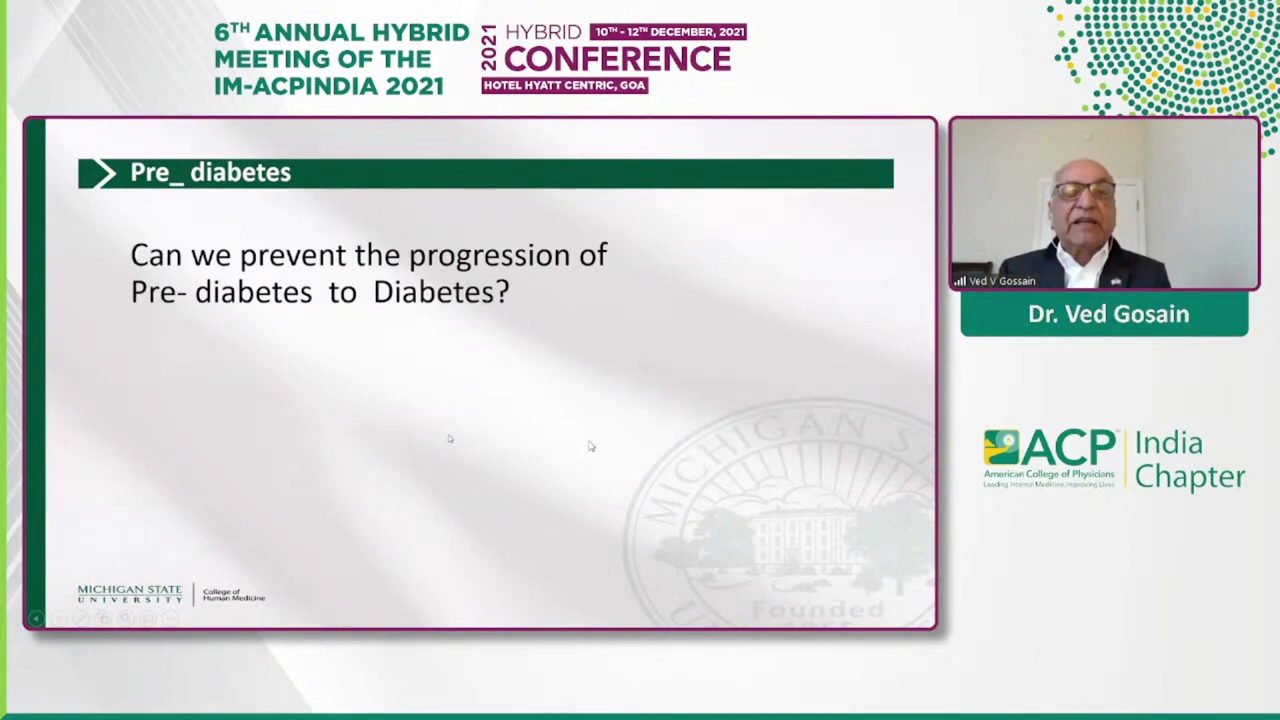 6TH ANNUAL HYBRID
MEETING OF THE
IM-ACPINDIA 2021
2021
HYBRID
10TH - 12TH DECEMBER, 2021
CONFERENCE
HOTEL HYATT CENTRIC, GOA
Pre_ diabetes
Can we prevent the progression of
Pre- diabetes to Diabetes?
MICHIGAN STATE
UNIVERSITY
College of
Human Medicine
MICHIGAN S
Founded
Ved V Gossain
Dr. Ved Gosain
ACP
American College of Physicians
Leading Internal Medicine, Improving Lives
India
Chapter